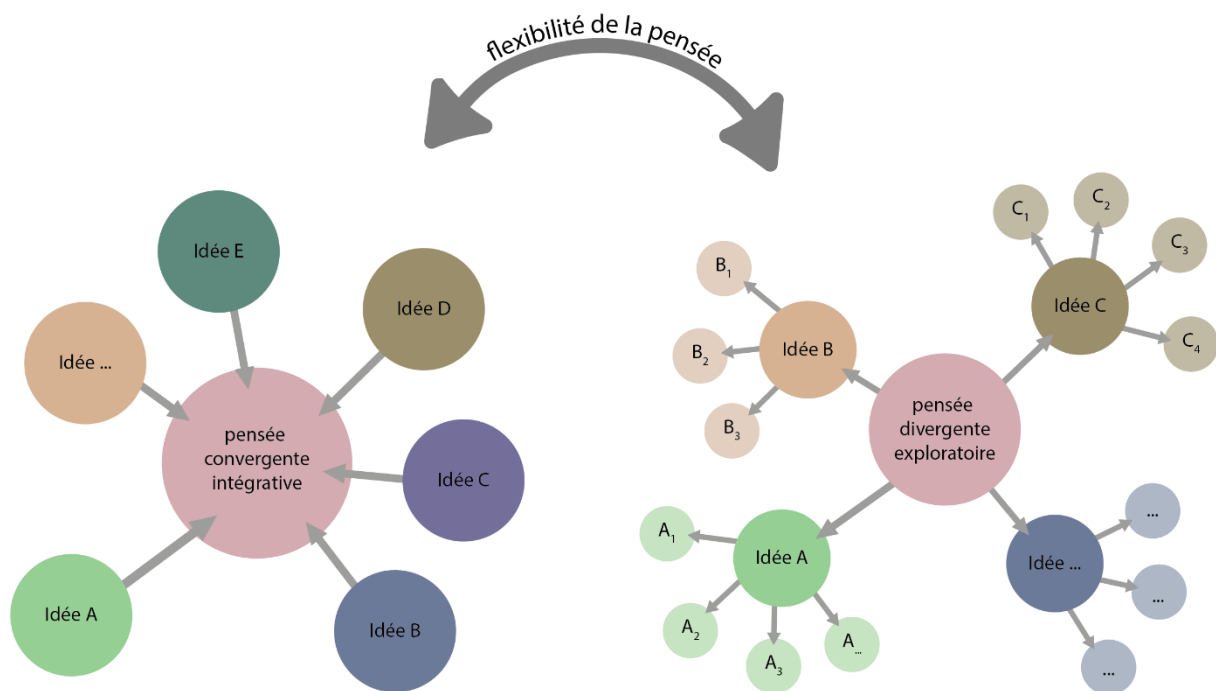 flexibilité de la pensée
Idée E
Idée D
Idée ...
pensée
convergente
intégrative
Idée C
Idée A
Idée B
C₁
C₂
C₃
C₄
Idée C
B₁
B₂
B₃
Idée B
pensée
divergente
exploratoire
A₁
A₂
A₃
A...
Idée A
Idée ...
...
...
...